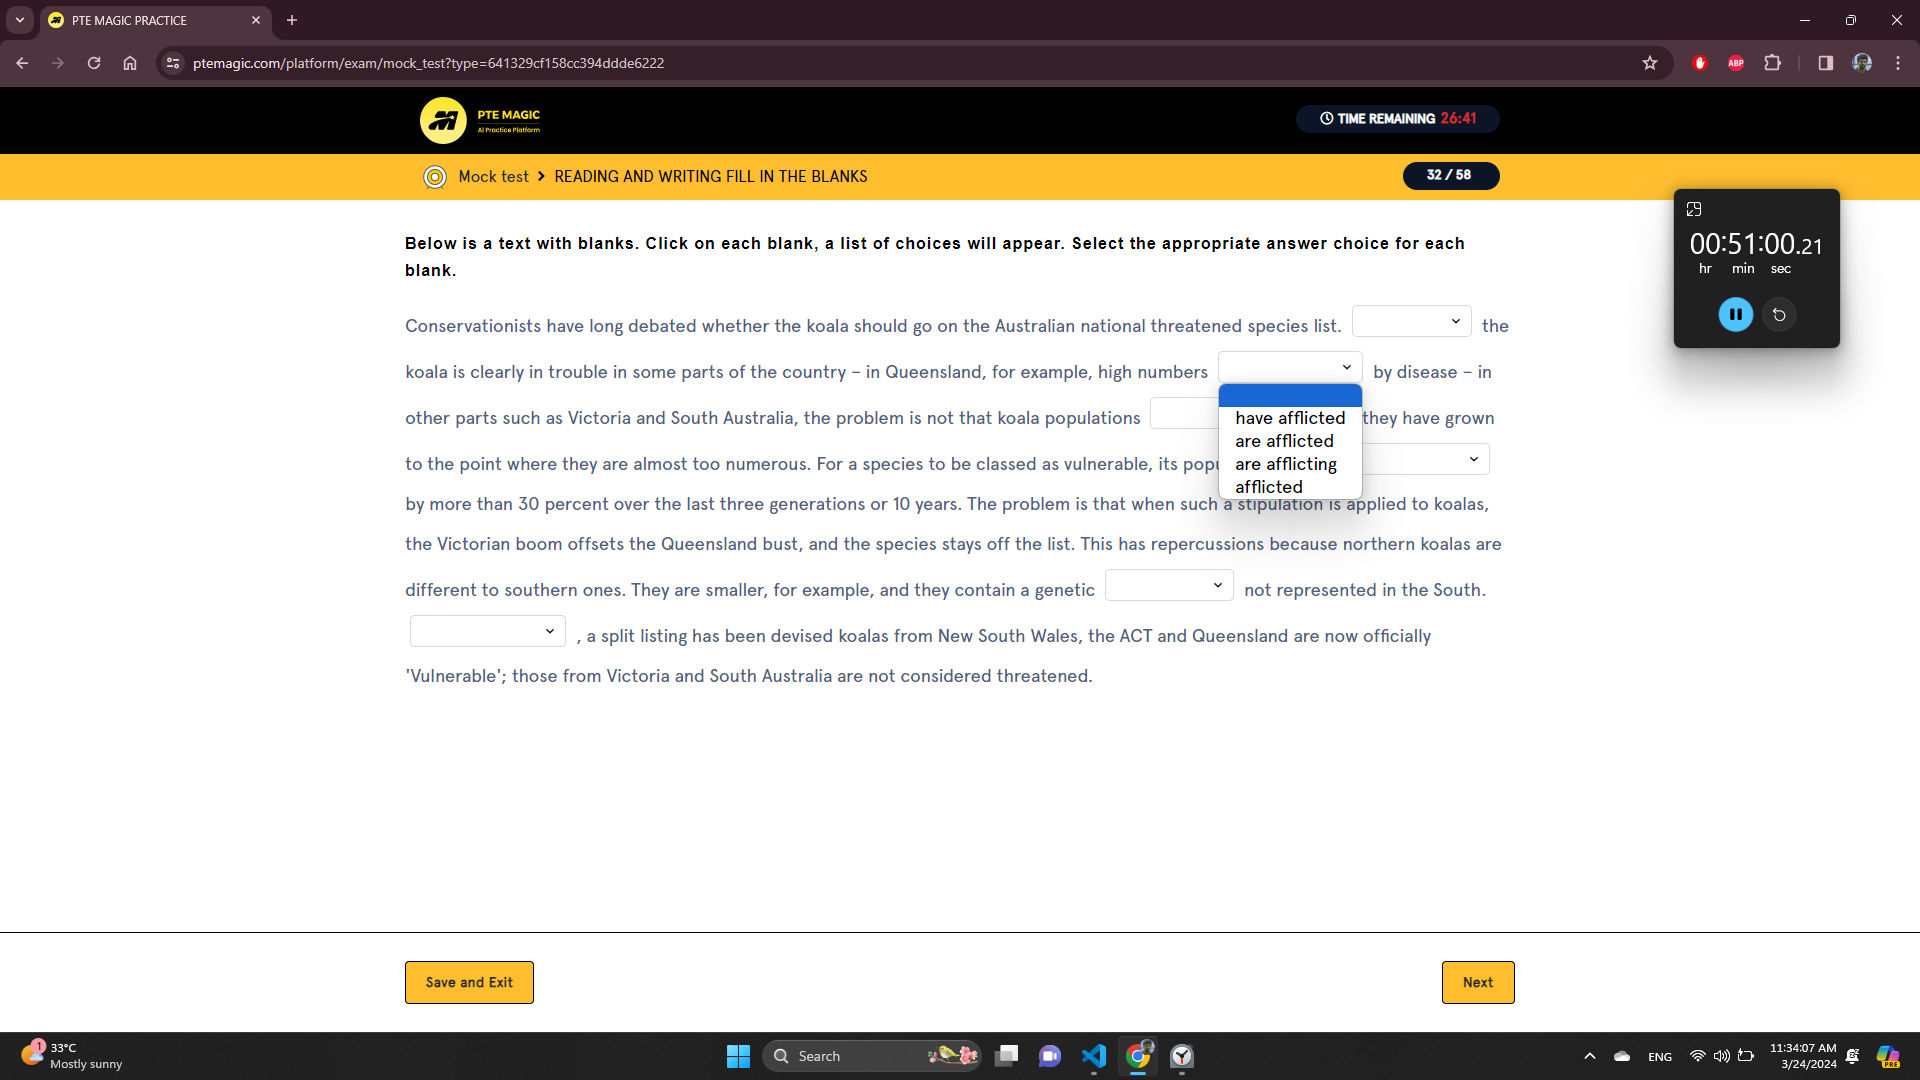 PTE MAGIC PRACTICE
ptemagic.com/platform/exam/mock_test?type=641329cf158cc394ddde6222
ABP
PTE MAGIC
AI Practice Platform
TIME REMAINING 26:41
Mock test > READING AND WRITING FILL IN THE BLANKS
32 / 58
00:51:00.21
hr min sec
Below is a text with blanks. Click on each blank, a list of choices will appear. Select the appropriate answer choice for each
blank.
Conservationists have long debated whether the koala should go on the Australian national threatened species list. the
koala is clearly in trouble in some parts of the country – in Queensland, for example, high numbers by disease – in
other parts such as Victoria and South Australia, the problem is not that koala populations they have grown
to the point where they are almost too numerous. For a species to be classed as vulnerable, its popu
have afflicted
are afflicted
are afflicting
afflicted
by more than 30 percent over the last three generations or 10 years. The problem is that when such a stipulation is applied to koalas,
the Victorian boom offsets the Queensland bust, and the species stays off the list. This has repercussions because northern koalas are
different to southern ones. They are smaller, for example, and they contain a genetic not represented in the South.
, a split listing has been devised koalas from New South Wales, the ACT and Queensland are now officially
'Vulnerable'; those from Victoria and South Australia are not considered threatened.
Save and Exit
Next
1
33°C
Mostly sunny
Search
ENG
11:34:07 AM
3/24/2024
PRE